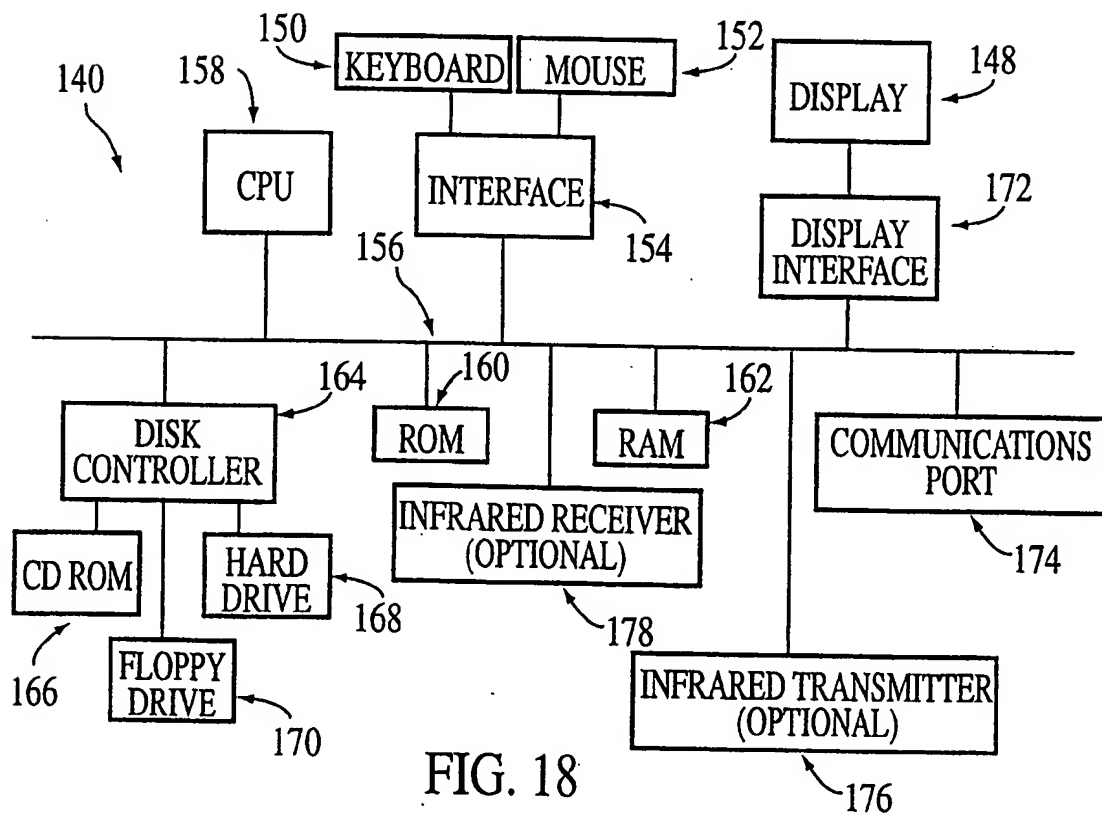 150
152
158
KEYBOARD
MOUSE
148
140
DISPLAY
CPU
INTERFACE
172
154
DISPLAY
INTERFACE
156
164
160
162
DISK
CONTROLLER
ROM
RAM
COMMUNICATIONS
PORT
INFRARED RECEIVER
(OPTIONAL)
CD ROM
HARD
DRIVE
174
168
178
166
FLOPPY
DRIVE
INFRARED TRANSMITTER
(OPTIONAL)
170
176
FIG. 18